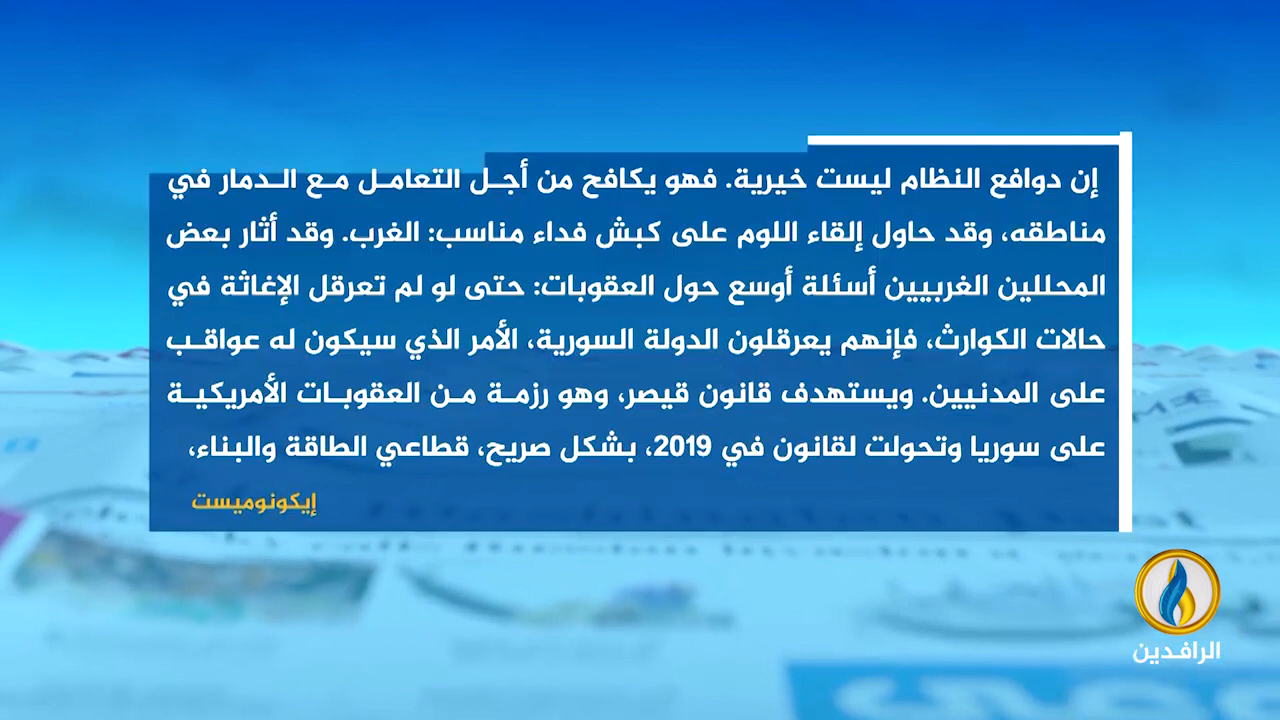 إن دوافع النظام ليست خيرية. فهو يكافح من أجل التعامل مع الدمار في
مناطقه، وقد حاول إلقاء اللوم على كبش فداء مناسب: الغرب. وقد أثار بعض
المحللين الغربيين أسئلة أوسع حول العقوبات: حتى لو لم تعرقل الإغاثة في
حالات الكوارث، فإنهم يعرقلون الدولة السورية، الأمر الذي سيكون له عواقب
على المدنيين. ويستهدف قانون قيصر، وهو رزمة من العقوبات الأمريكية
على سوريا وتحولت لقانون في 2019، بشكل صريح، قطاعي الطاقة والبناء،
إيكونوميست
الرافدين